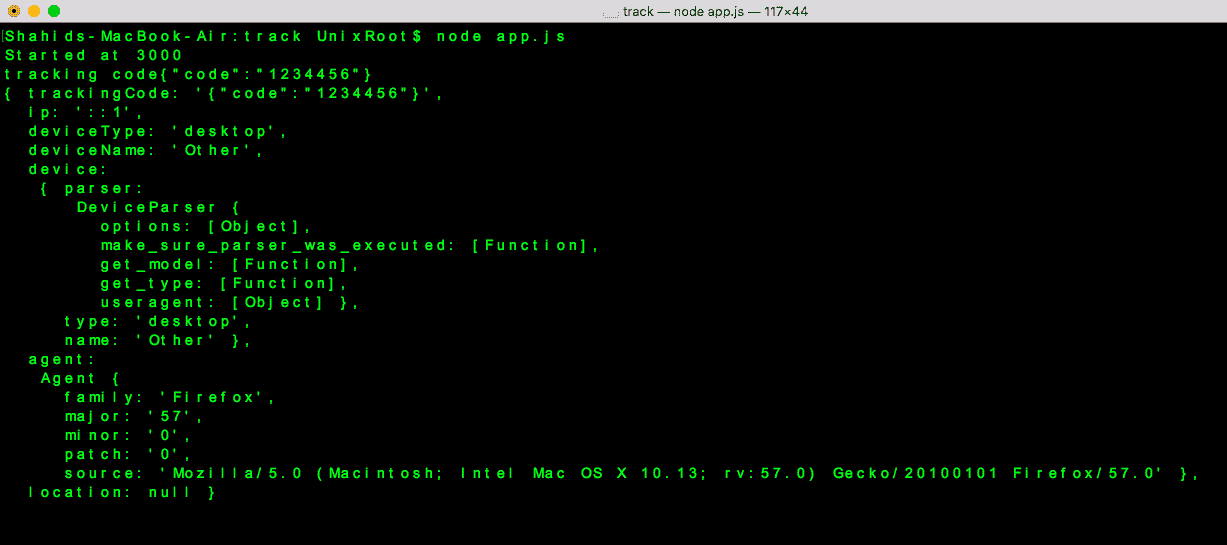 track — node app.js — 117×44
Shahids-MacBook-Air:track UnixRoot$ node app.js
Started at 3000
tracking code{"code":"1234456"}
{ trackingCode: '{"code":"1234456"}',
  ip: '::1',
  deviceType: 'desktop',
  deviceName: 'Other',
  device:
   { parser:
      DeviceParser {
        options: [Object],
        make_sure_parser_was_executed: [Function],
        get_model: [Function],
        get_type: [Function],
        useragent: [Object] },
     type: 'desktop',
     name: 'Other' },
  agent:
   Agent {
     family: 'Firefox',
     major: '57',
     minor: '0',
     patch: '0',
     source: 'Mozilla/5.0 (Macintosh; Intel Mac OS X 10.13; rv:57.0) Gecko/20100101 Firefox/57.0' },
  location: null }